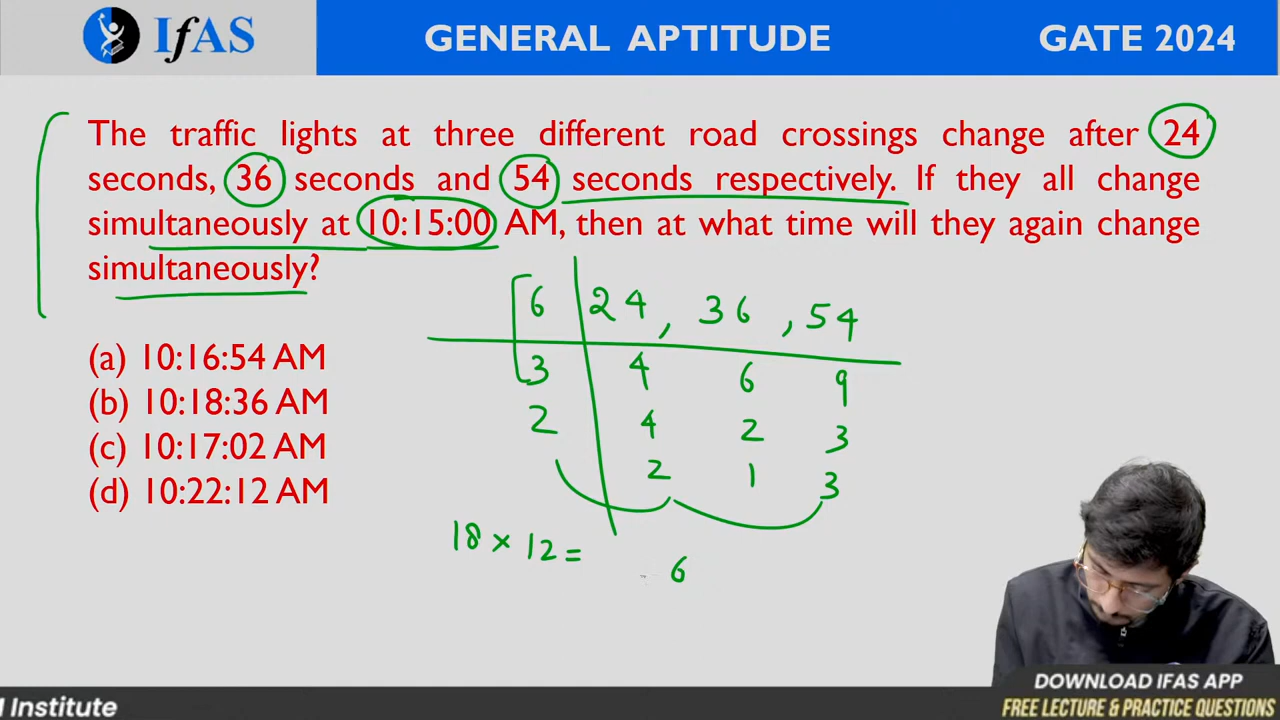 IfAS GENERAL APTITUDE GATE 2024
The traffic lights at three different road crossings change after 24
seconds, 36 seconds and 54 seconds respectively. If they all change
simultaneously at 10:15:00 AM, then at what time will they again change
simultaneously?
6 24, 36, 54
(a) 10:16:54 AM
3 4 6 9
(b) 10:18:36 AM
2 4 2 3
(c) 10:17:02 AM
2 1 3
(d) 10:22:12 AM
18 × 12 =
6
DOWNLOAD IFAS APP
Institute
FREE LECTURE & PRACTICE QUESTIONS